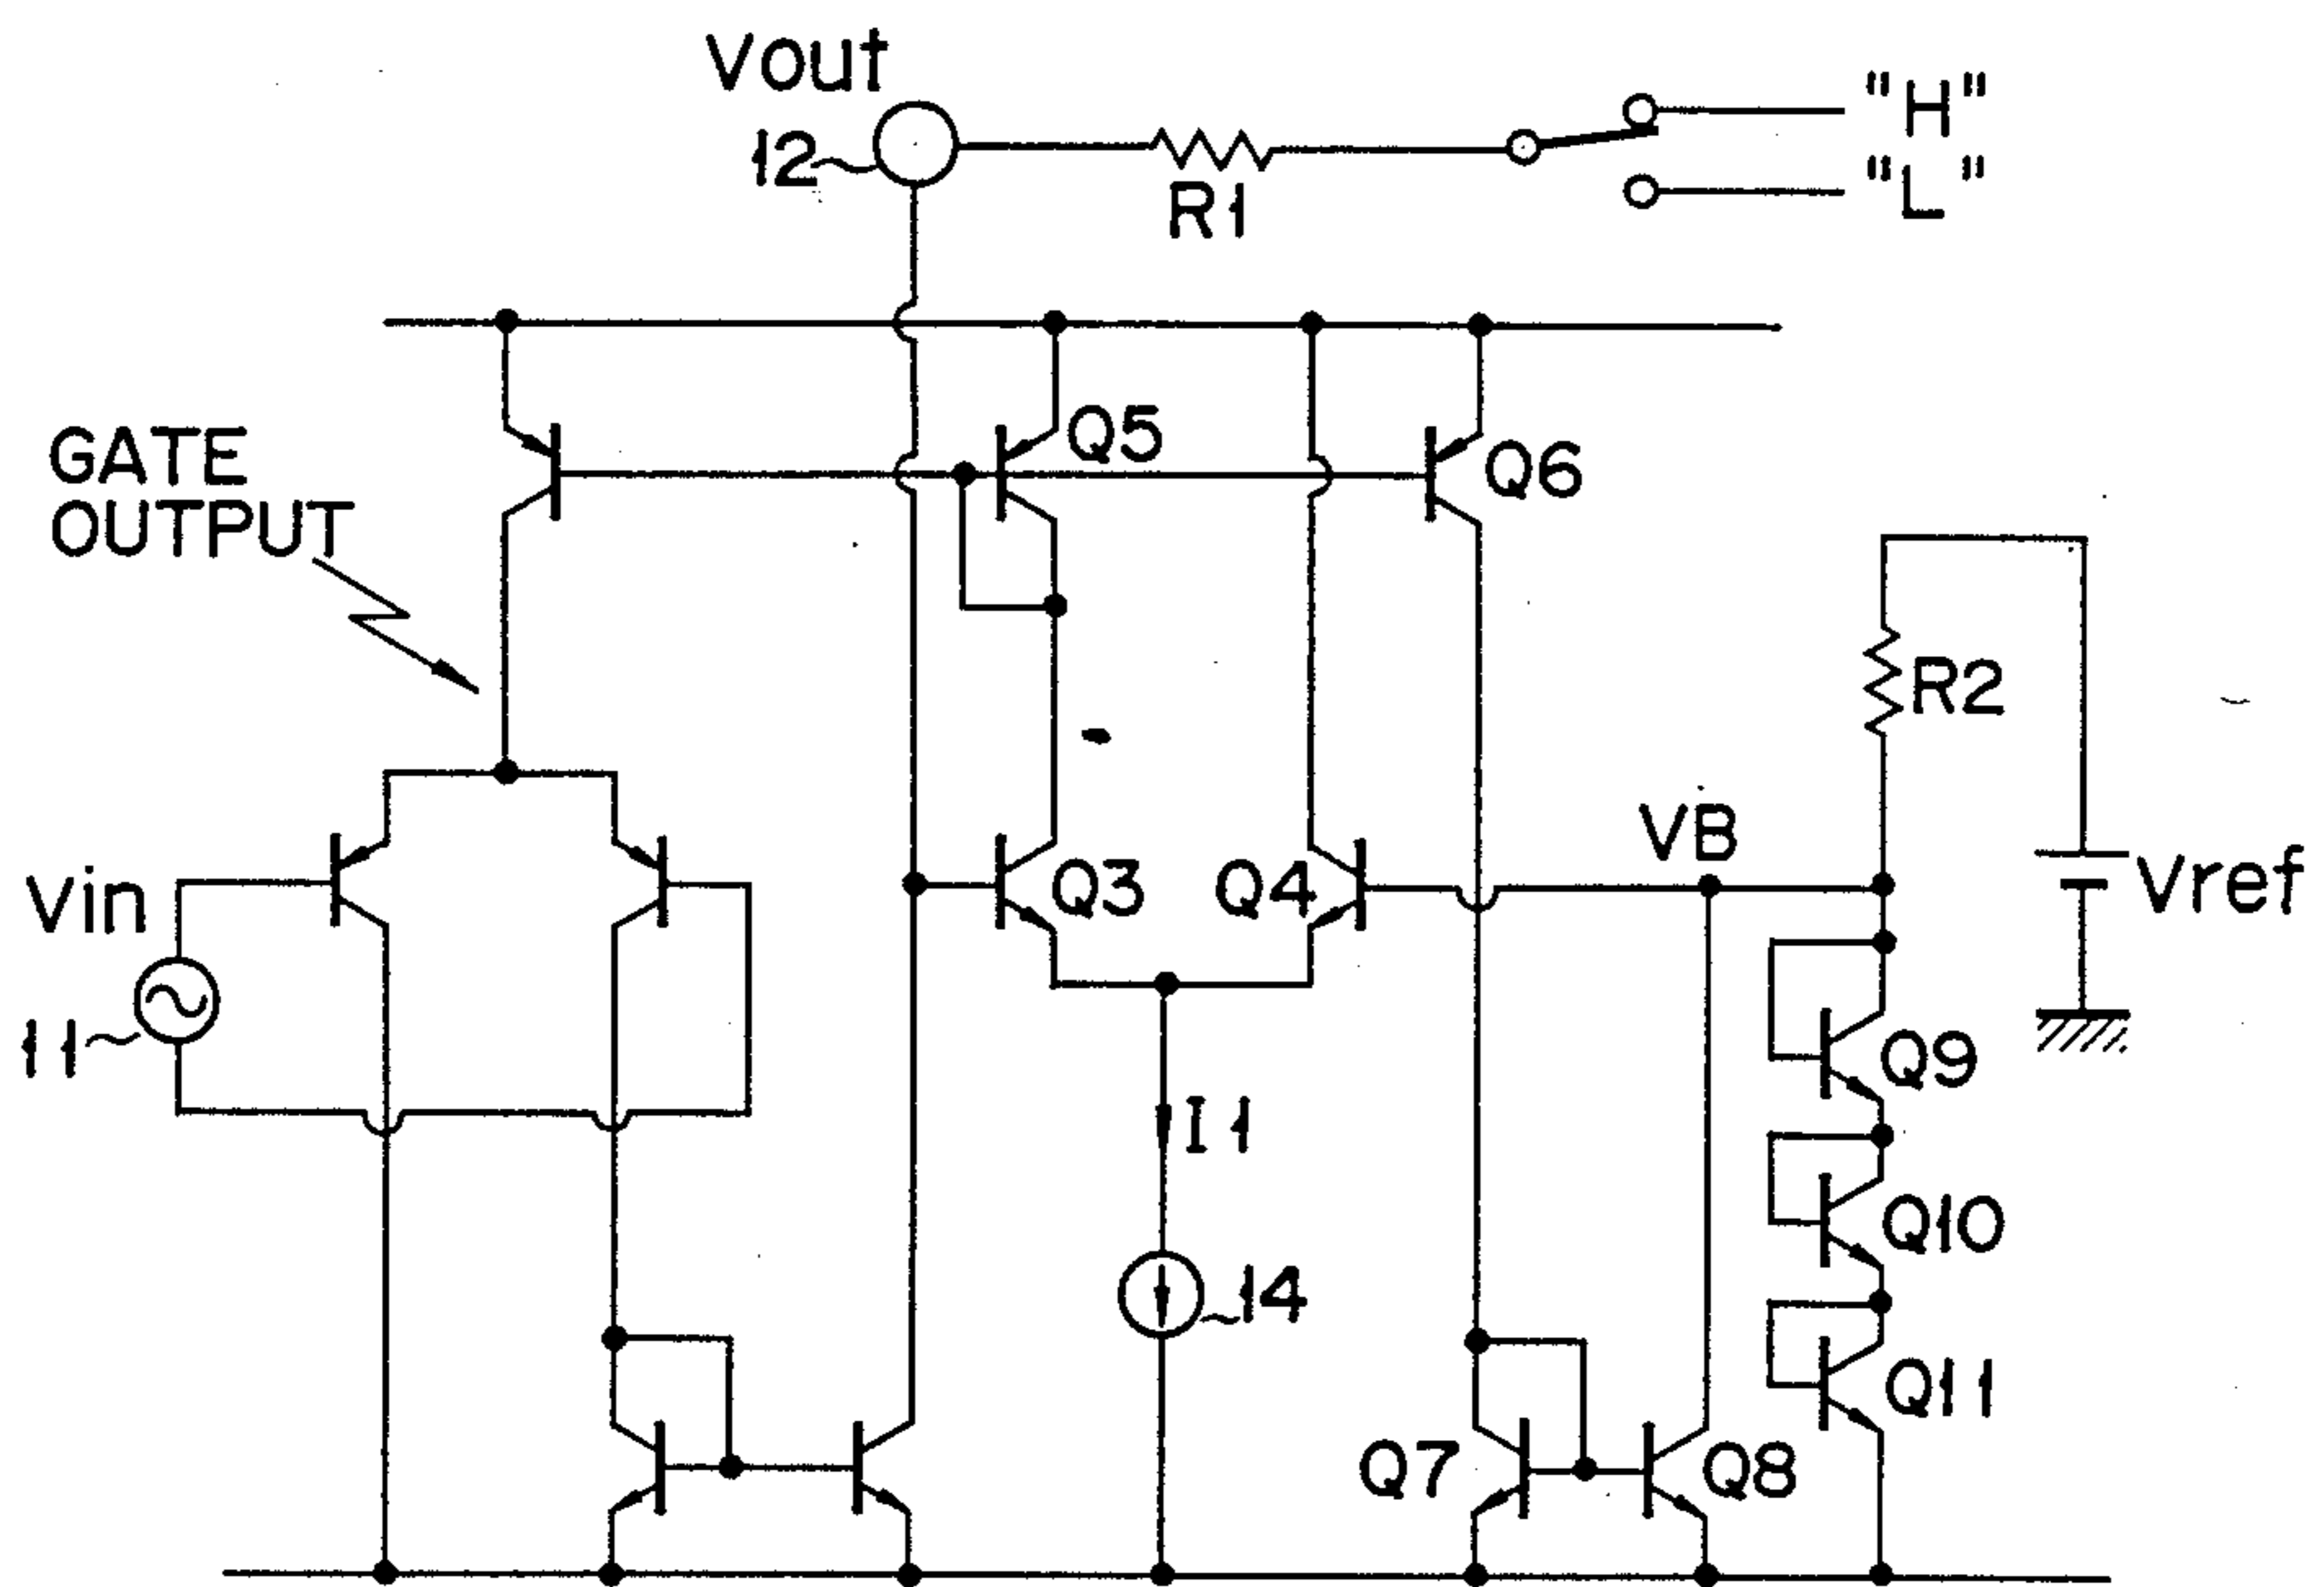 Vout
12
R1
"H"
"L"
GATE
OUTPUT
Q5
Q6
R2
Vref
VB
Vin
Q3
Q4
11
Q9
I1
Q10
14
Q11
Q7
Q8